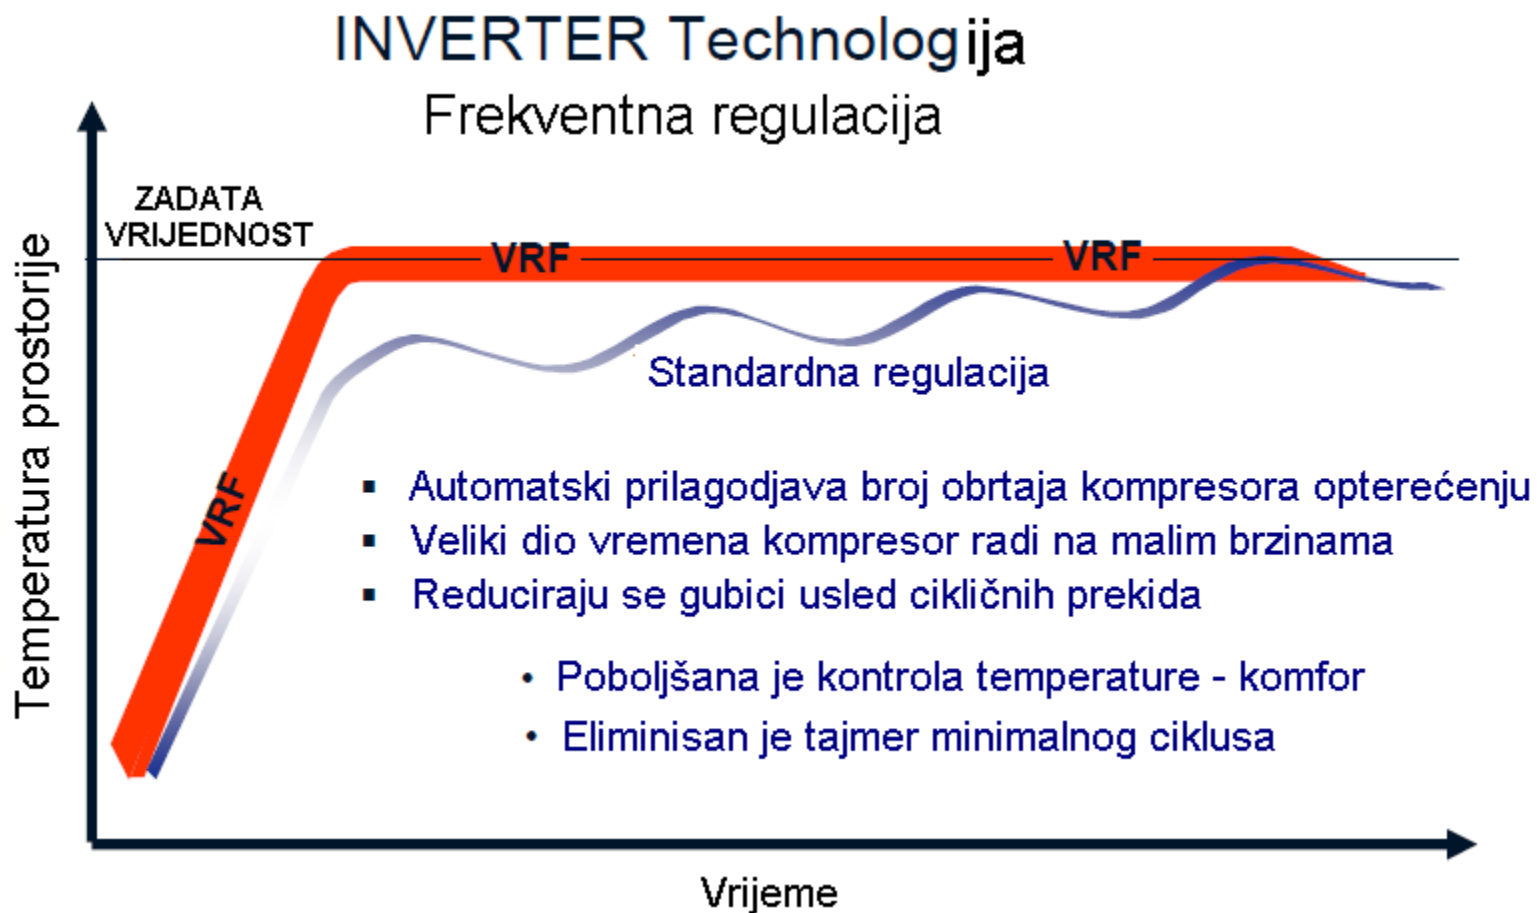 INVERTER Technologija
Frekventna regulacija
ZADATA
VRIJEDNOST
VRF
VRF
VRF
Temperatura prostorije
Standardna regulacija
▪ Automatski prilagodjava broj obrtaja kompresora opterećenju
▪ Veliki dio vremena kompresor radi na malim brzinama
▪ Reduciraju se gubici usled cikličnih prekida
• Poboljšana je kontrola temperature - komfor
• Eliminisan je tajmer minimalnog ciklusa
Vrijeme